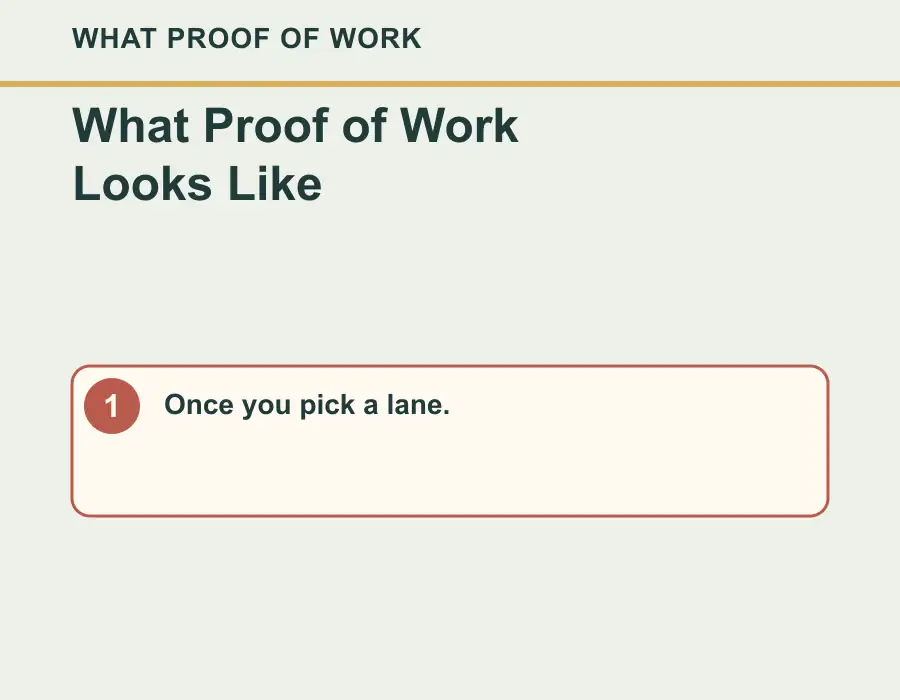 WHAT PROOF OF WORK
What Proof of Work
Looks Like
1
Once you pick a lane.